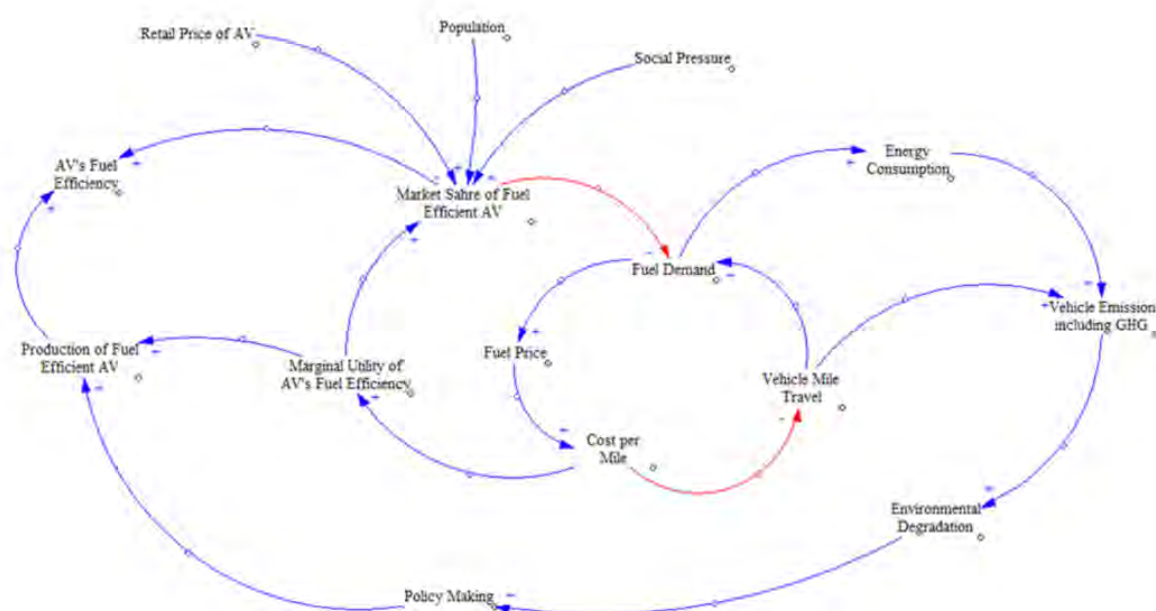 Retail Price of AV
Population
Social Pressure
AV's Fuel
Efficiency
Market Sahre of Fuel
Efficient AV
Energy
Consumption
Fuel Demand
Vehicle Emission
including GHG
Production of Fuel
Efficient AV
Marginal Utility of
AV's Fuel Efficiency
Fuel Price
Vehicle Mile
Travel
Cost per
Mile
Environmental
Degradation
Policy Making